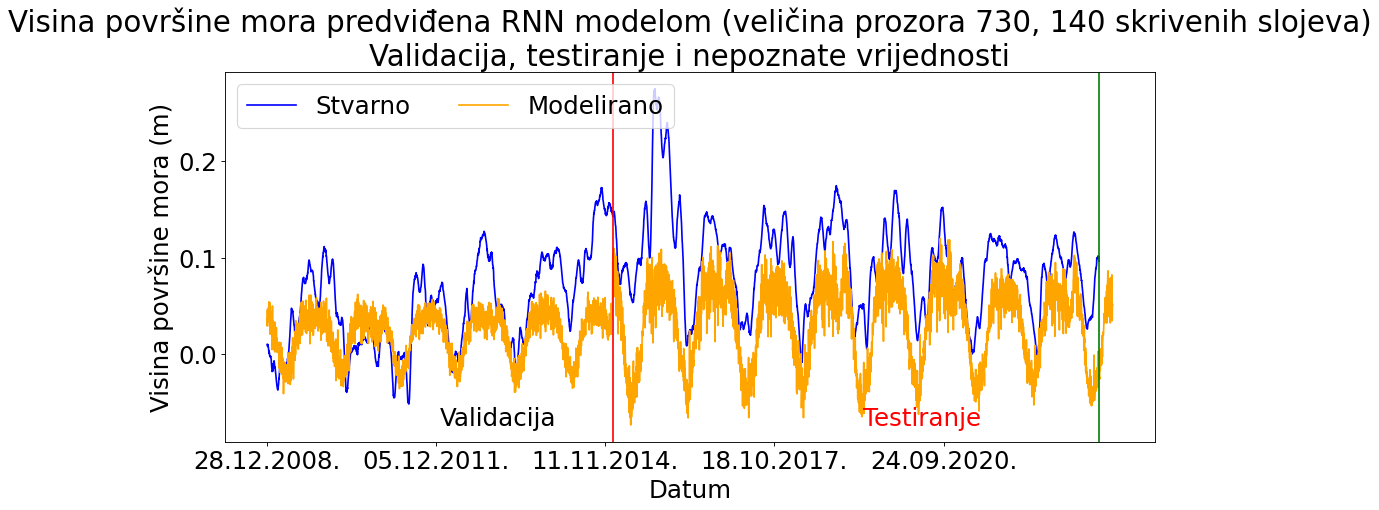 Visina površine mora predviđena RNN modelom (veličina prozora 730, 140 skrivenih slojeva)
Validacija, testiranje i nepoznate vrijednosti
Stvarno Modelirano
Visina površine mora (m)
0.2
0.1
0.0
Validacija Testiranje
28.12.2008. 05.12.2011. 11.11.2014. 18.10.2017. 24.09.2020.
Datum